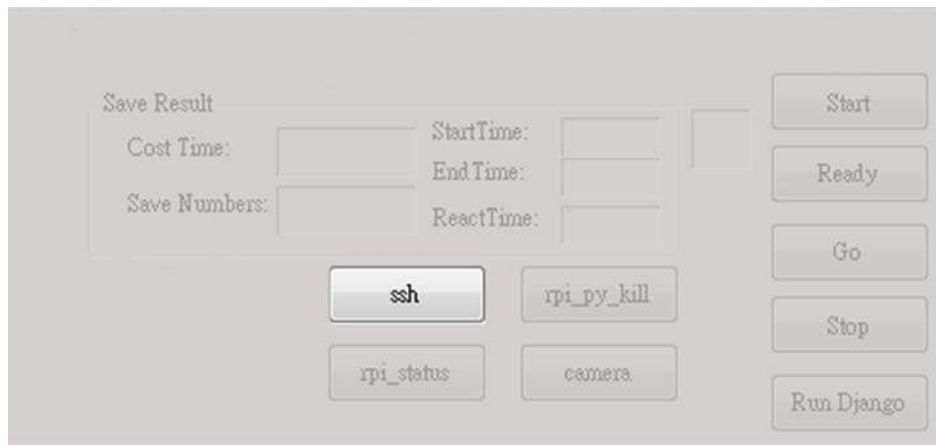 Save Result
Cost Time:
Save Numbers:
StartTime:
EndTime:
ReactTime:
Start
Ready
Go
Stop
Run Django
ssh
rpi_py_kill
rpi_status
camera